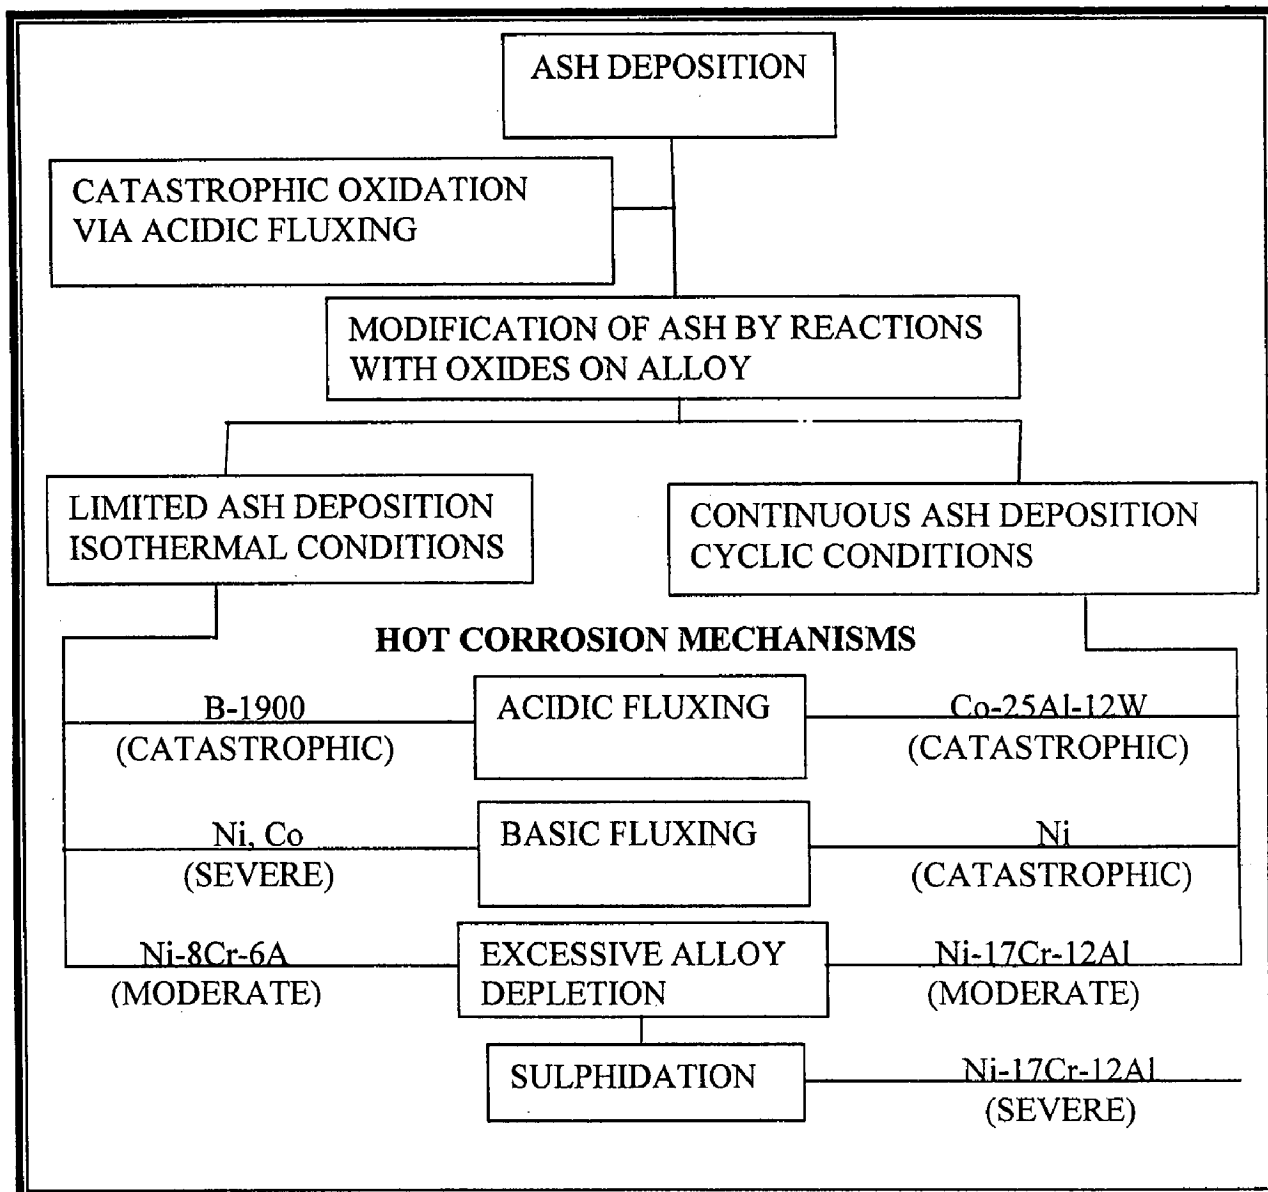 ASH DEPOSITION
CATASTROPHIC OXIDATION
VIA ACIDIC FLUXING
MODIFICATION OF ASH BY REACTIONS
WITH OXIDES ON ALLOY
LIMITED ASH DEPOSITION
ISOTHERMAL CONDITIONS
CONTINUOUS ASH DEPOSITION
CYCLIC CONDITIONS
HOT CORROSION MECHANISMS
B-1900
(CATASTROPHIC)
ACIDIC FLUXING
Co-25Al-12W
(CATASTROPHIC)
Ni, Co
(SEVERE)
BASIC FLUXING
Ni
(CATASTROPHIC)
Ni-8Cr-6A
(MODERATE)
EXCESSIVE ALLOY
DEPLETION
Ni-17Cr-12Al
(MODERATE)
SULPHIDATION
Ni-17Cr-12Al
(SEVERE)